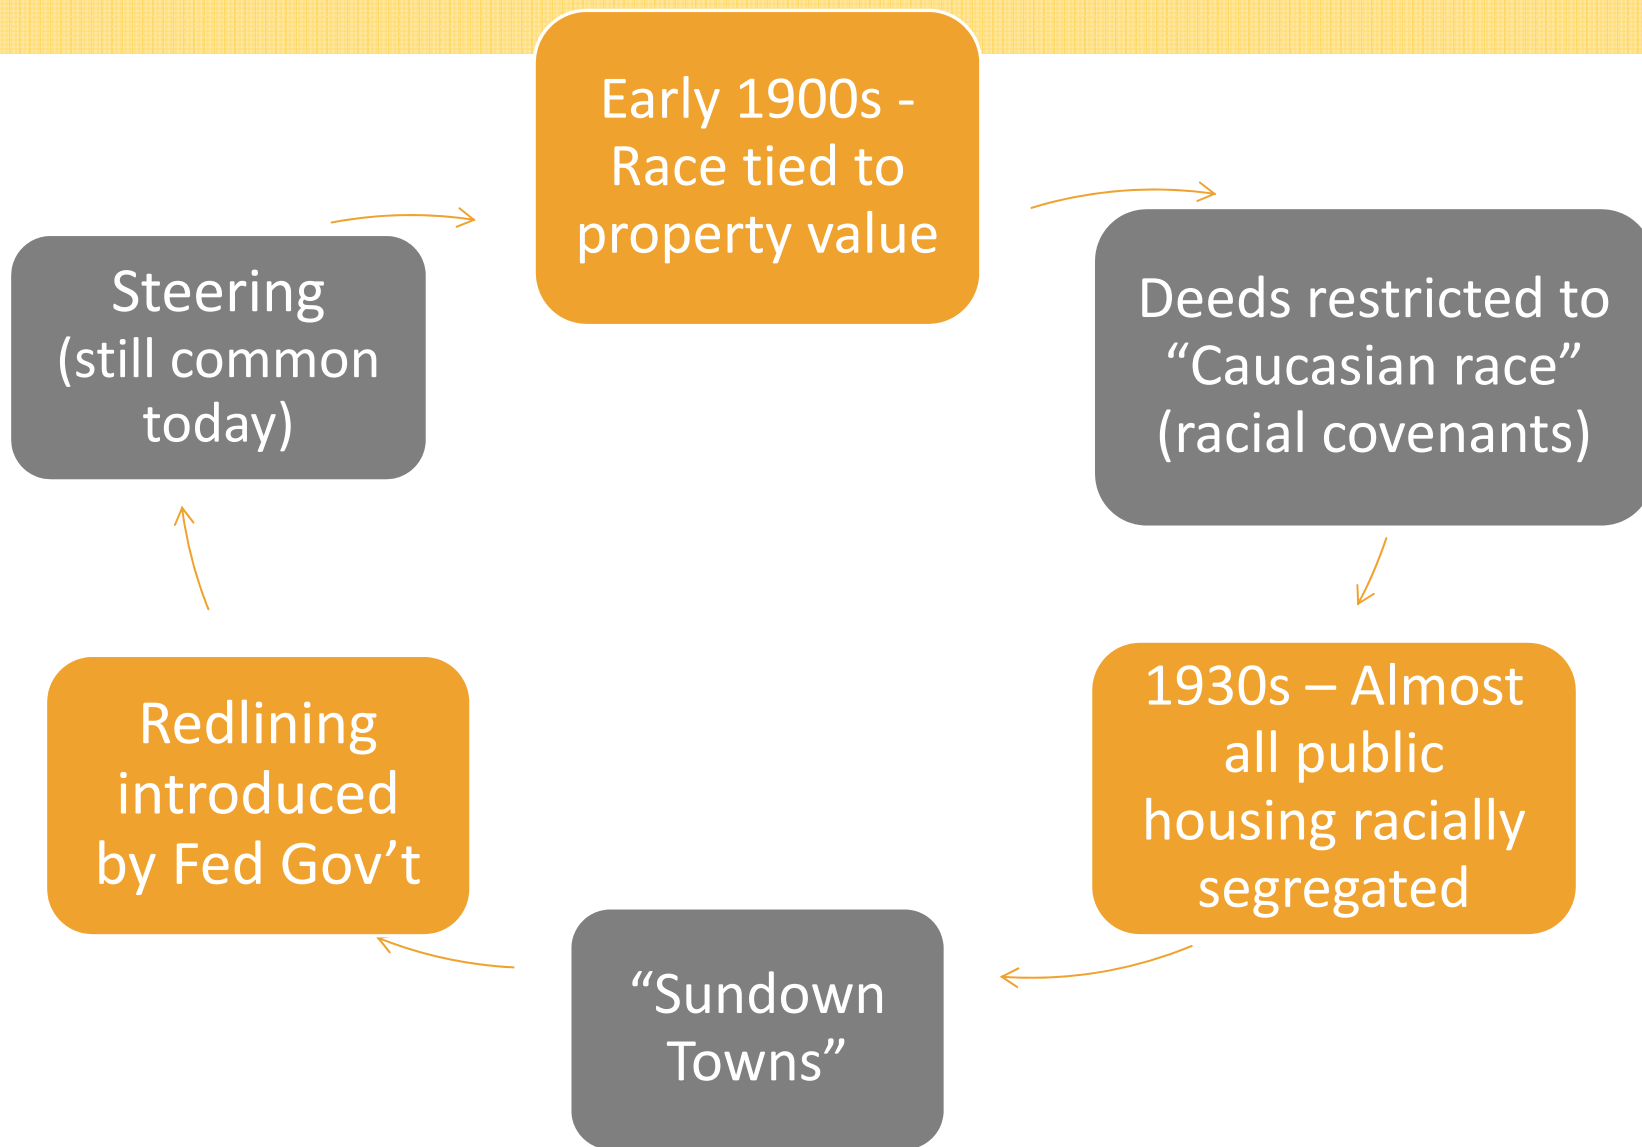 Early 1900s -
Race tied to
property value
Deeds restricted to
“Caucasian race”
(racial covenants)
1930s – Almost
all public
housing racially
segregated
“Sundown
Towns”
Redlining
introduced
by Fed Gov’t
Steering
(still common
today)